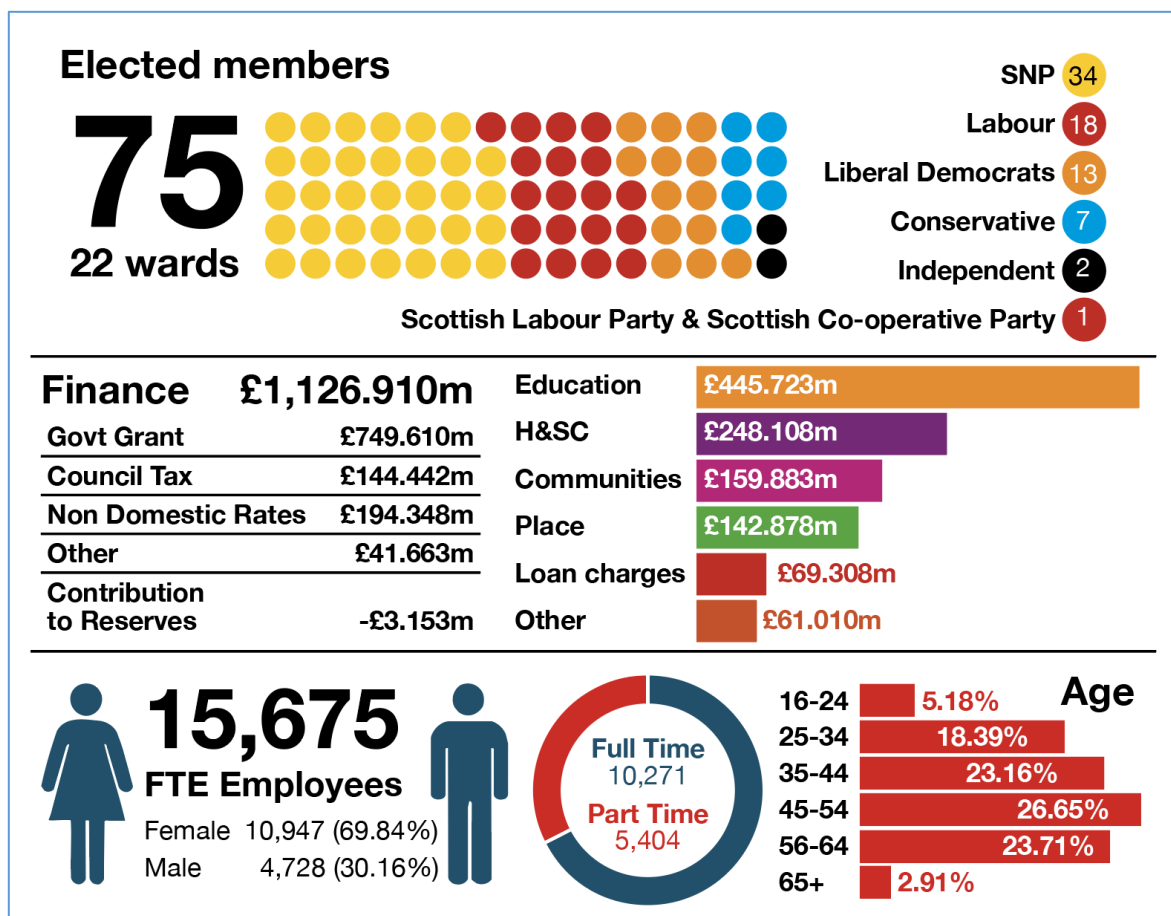 Elected members
75
22 wards
SNP 34
Labour 18
Liberal Democrats 13
Conservative 7
Independent 2
Scottish Labour Party & Scottish Co-operative Party 1
Finance £1,126.910m
Govt Grant £749.610m
Council Tax £144.442m
Non Domestic Rates £194.348m
Other £41.663m
Contribution
to Reserves -£3.153m
Education £445.723m
H&SC £248.108m
Communities £159.883m
Place £142.878m
Loan charges £69.308m
Other £61.010m
15,675
FTE Employees
Female 10,947 (69.84%)
Male 4,728 (30.16%)
Full Time
10,271
Part Time
5,404
Age
16-24 5.18%
25-34 18.39%
35-44 23.16%
45-54 26.65%
56-64 23.71%
65+ 2.91%